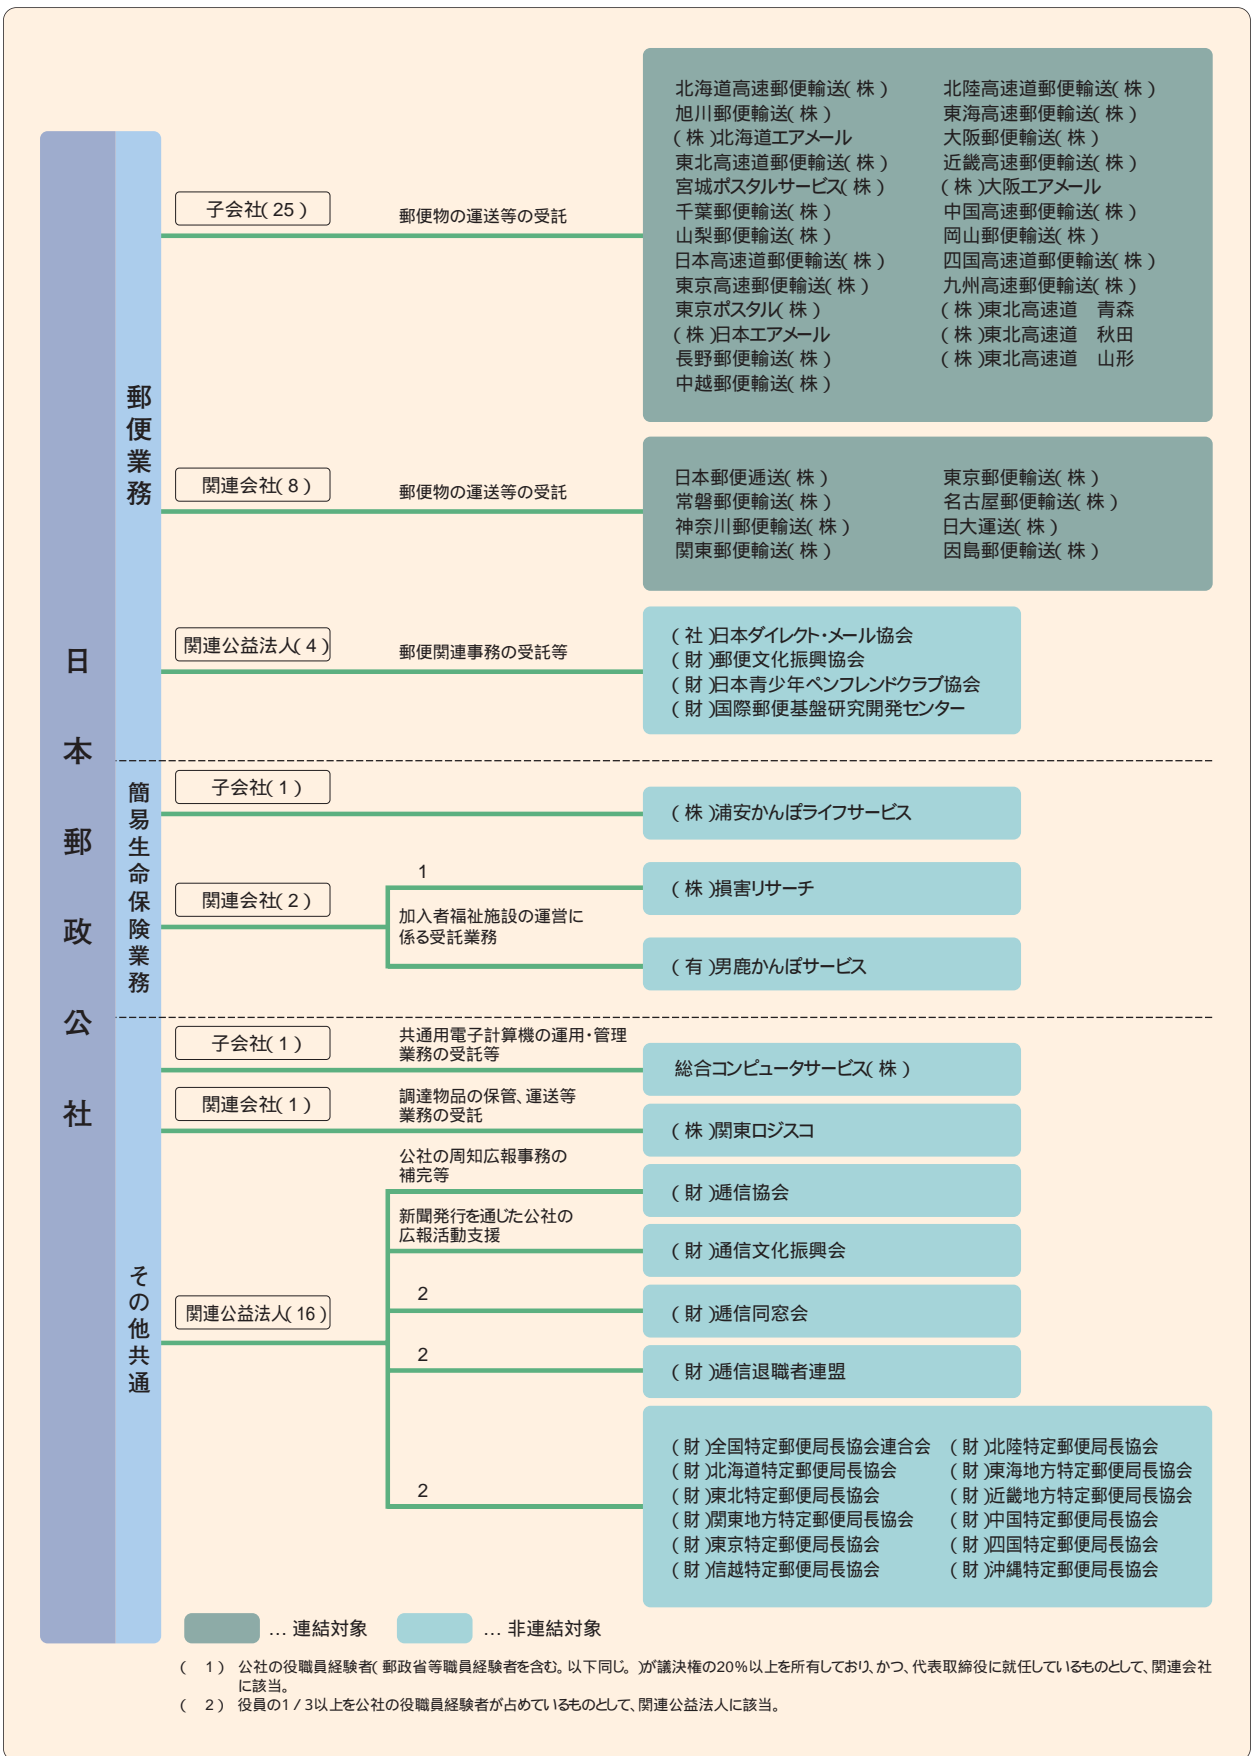 日本郵政公社
郵便業務
子会社(25)
郵便物の運送等の受託
北海道高速郵便輸送(株)
旭川郵便輸送(株)
(株)北海道エアメール
東北高速道郵便輸送(株)
宮城ポスタルサービス(株)
千葉郵便輸送(株)
山梨郵便輸送(株)
日本高速道郵便輸送(株)
東京高速郵便輸送(株)
東京ポスタル(株)
(株)日本エアメール
長野郵便輸送(株)
中越郵便輸送(株)
北陸高速道郵便輸送(株)
東海高速郵便輸送(株)
大阪郵便輸送(株)
近畿高速郵便輸送(株)
(株)大阪エアメール
中国高速郵便輸送(株)
岡山郵便輸送(株)
四国高速道郵便輸送(株)
九州高速郵便輸送(株)
(株)東北高速道 青森
(株)東北高速道 秋田
(株)東北高速道 山形
関連会社(8)
郵便物の運送等の受託
日本郵便逓送(株)
常磐郵便輸送(株)
神奈川郵便輸送(株)
関東郵便輸送(株)
東京郵便輸送(株)
名古屋郵便輸送(株)
日大運送(株)
因島郵便輸送(株)
関連公益法人(4)
郵便関連事務の受託等
(社)日本ダイレクト・メール協会
(財)郵便文化振興協会
(財)日本青少年ペンフレンドクラブ協会
(財)国際郵便基盤研究開発センター
簡易生命保険業務
子会社(1)
(株)浦安かんぽライフサービス
関連会社(2)
1
(株)損害リサーチ
加入者福祉施設の運営に
係る受託業務
(有)男鹿かんぽサービス
その他共通
子会社(1)
共通用電子計算機の運用・管理
業務の受託等
総合コンピュータサービス(株)
関連会社(1)
調達物品の保管、運送等
業務の受託
(株)関東ロジスコ
関連公益法人(16)
公社の周知広報事務の
補完等
(財)逓信協会
新聞発行を通じた公社の
広報活動支援
(財)通信文化振興会
2
(財)逓信同窓会
2
(財)逓信退職者連盟
2
(財)全国特定郵便局長協会連合会
(財)北海道特定郵便局長協会
(財)東北特定郵便局長協会
(財)関東地方特定郵便局長協会
(財)東京特定郵便局長協会
(財)信越特定郵便局長協会
(財)北陸特定郵便局長協会
(財)東海地方特定郵便局長協会
(財)近畿地方特定郵便局長協会
(財)中国特定郵便局長協会
(財)四国特定郵便局長協会
(財)沖縄特定郵便局長協会
… 連結対象
… 非連結対象
( 1) 公社の役職員経験者(郵政省等職員経験者を含む。以下同じ。)が議決権の20%以上を所有しており、かつ、代表取締役に就任しているものとして、関連会社
に該当。
( 2) 役員の1/3以上を公社の役職員経験者が占めているものとして、関連公益法人に該当。